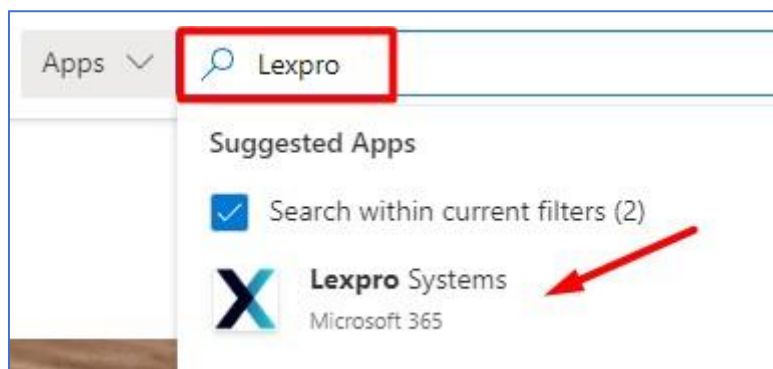 Apps
Lexpro
Suggested Apps
Search within current filters (2)
Lexpro Systems
Microsoft 365